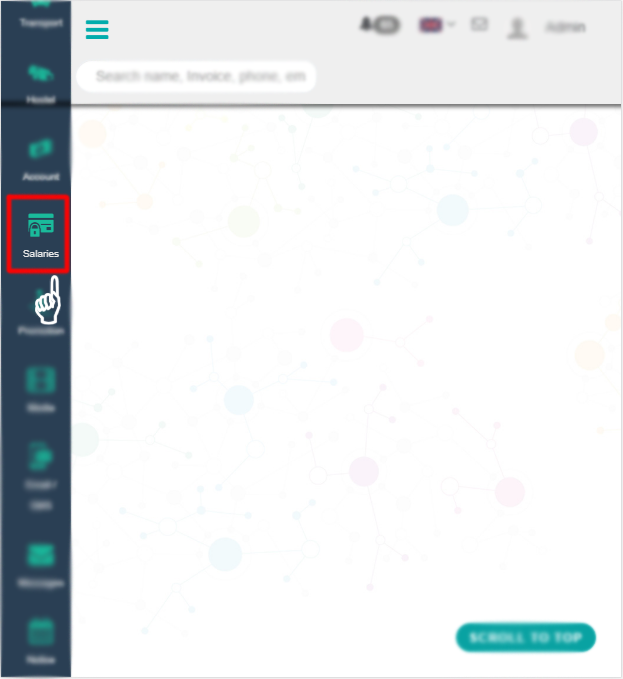 Transport
Admin
Search name, Invoice, phone, em
Hostel
Account
Salaries
Promotion
Media
Email /
SMS
Messages
Notice
SCROLL TO TOP